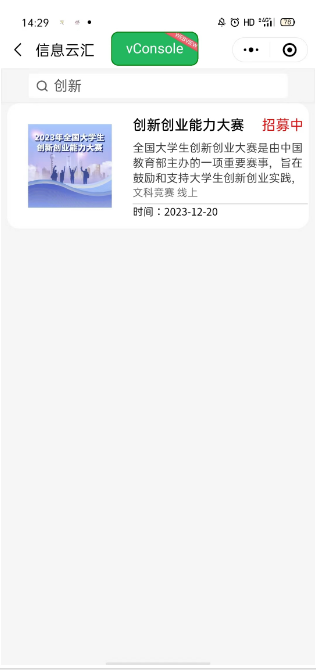 14:29
HD
76
信息云汇
vConsole
WEBVIEW
创新
2023年全国大学生
创新创业能力大赛
创新创业能力大赛
招募中
全国大学生创新创业大赛是由中国
教育部主办的一项重要赛事，旨在
鼓励和支持大学生创新创业实践，
文科竞赛 线上
时间：2023-12-20